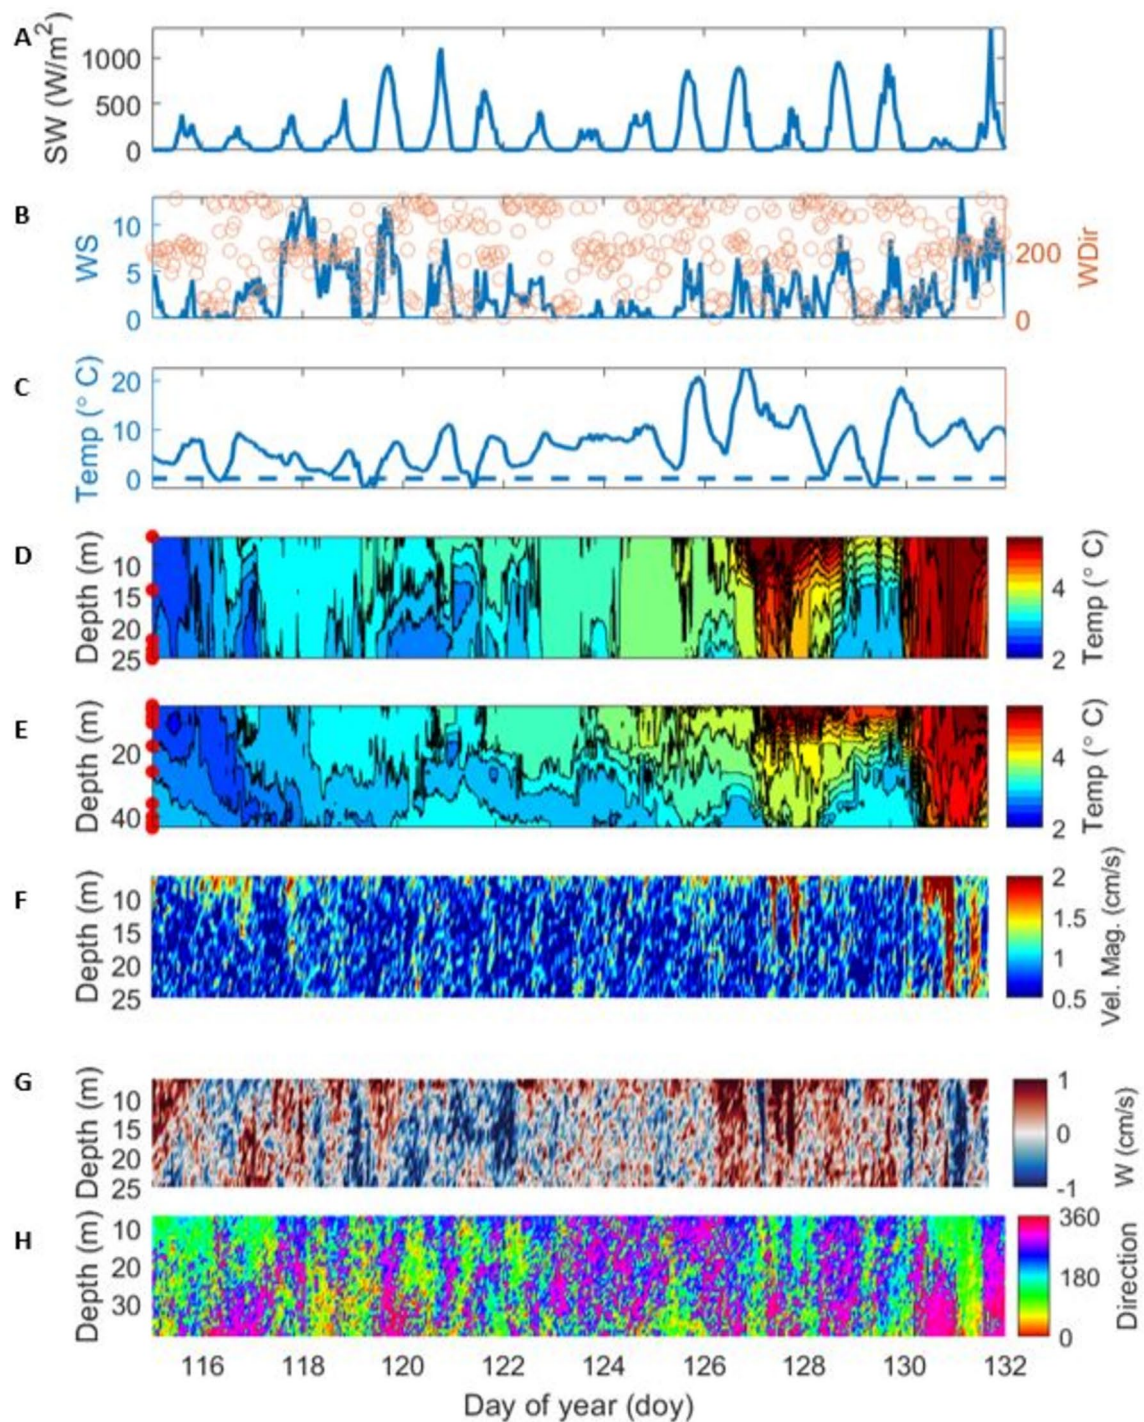 A
SW (W/m²)
1000
500
0
B
WS
10
5
0
200
0
WDir
C
Temp (° C)
20
10
0
D
Depth (m)
10
15
20
25
4
2
Temp (° C)
E
Depth (m)
20
40
4
2
Temp (° C)
F
Depth (m)
10
15
20
25
2
1.5
1
0.5
Vel. Mag. (cm/s)
G
Depth (m)
10
15
20
25
1
0
-1
W (cm/s)
H
Depth (m)
10
20
30
360
180
0
Direction
116 118 120 122 124 126 128 130 132
Day of year (doy)